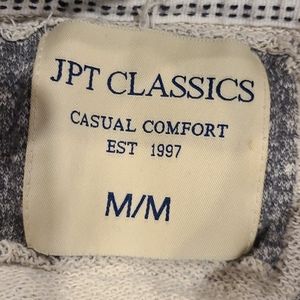 JPT CLASSICS
CASUAL COMFORT
EST 1997
M/M